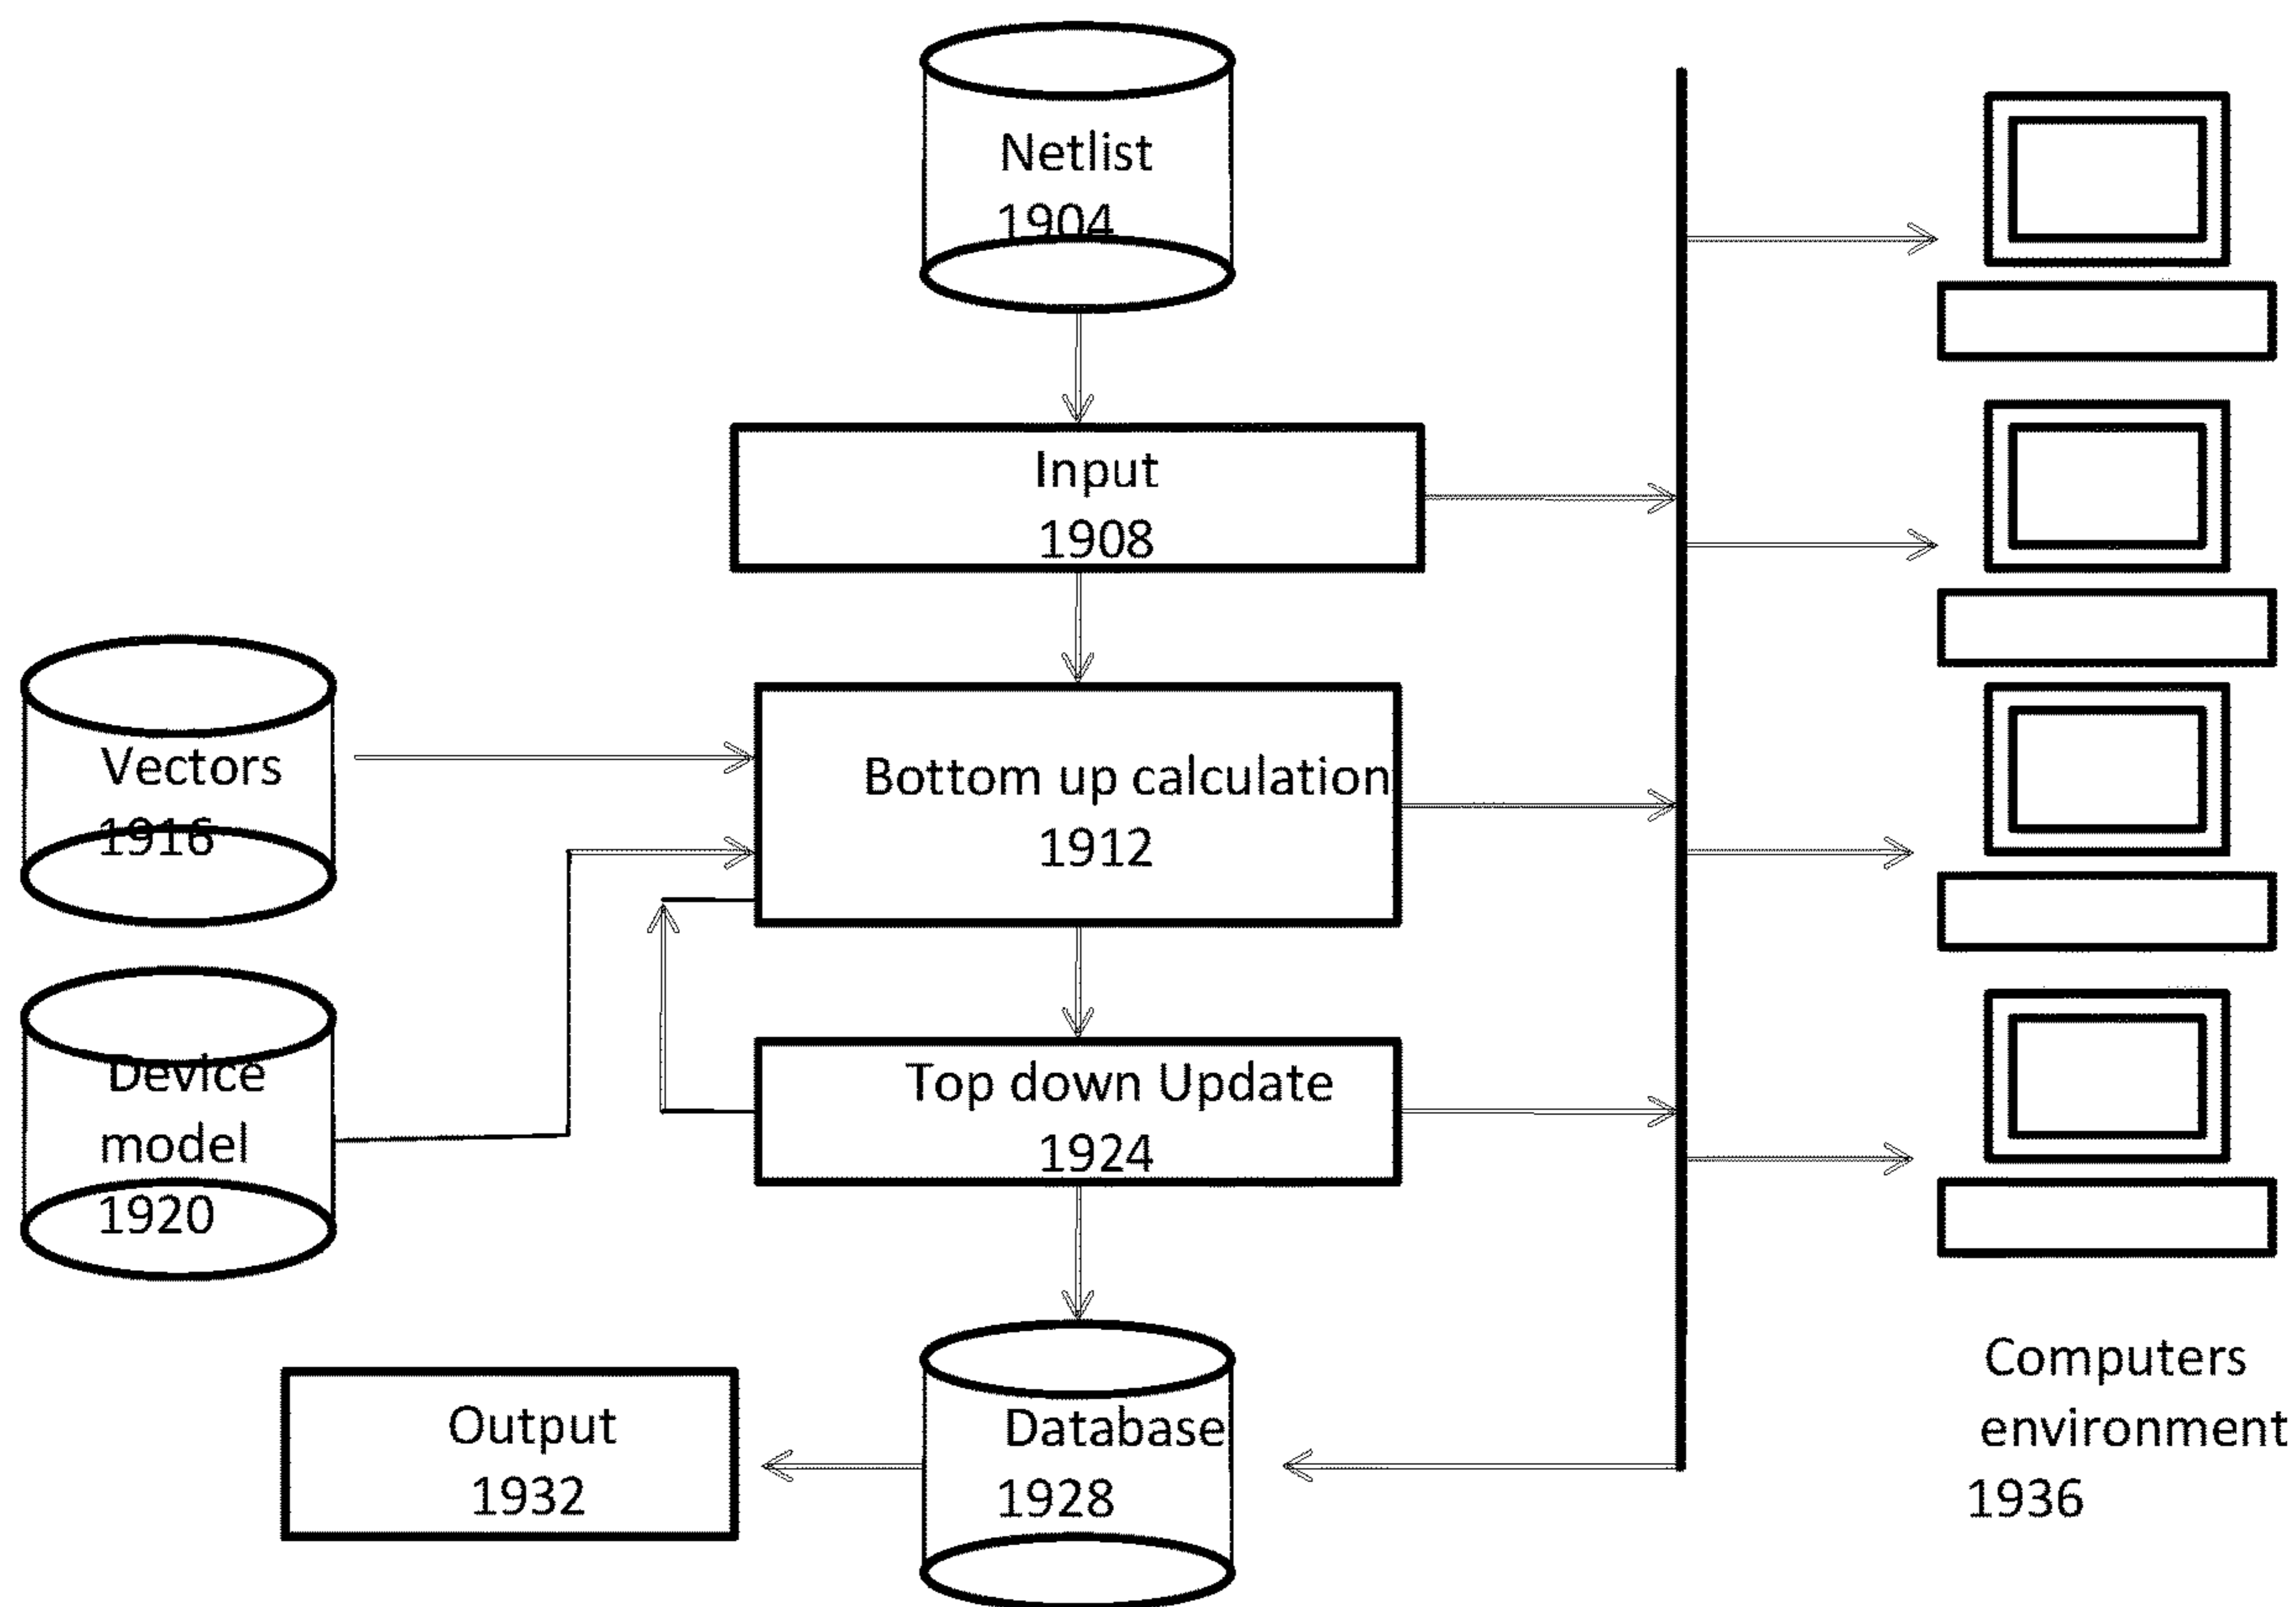 Netlist
1904
Input
1908
Vectors
1916
Bottom up calculation
1912
Device
model
1920
Top down Update
1924
Output
1932
Database
1928
Computers
environment
1936